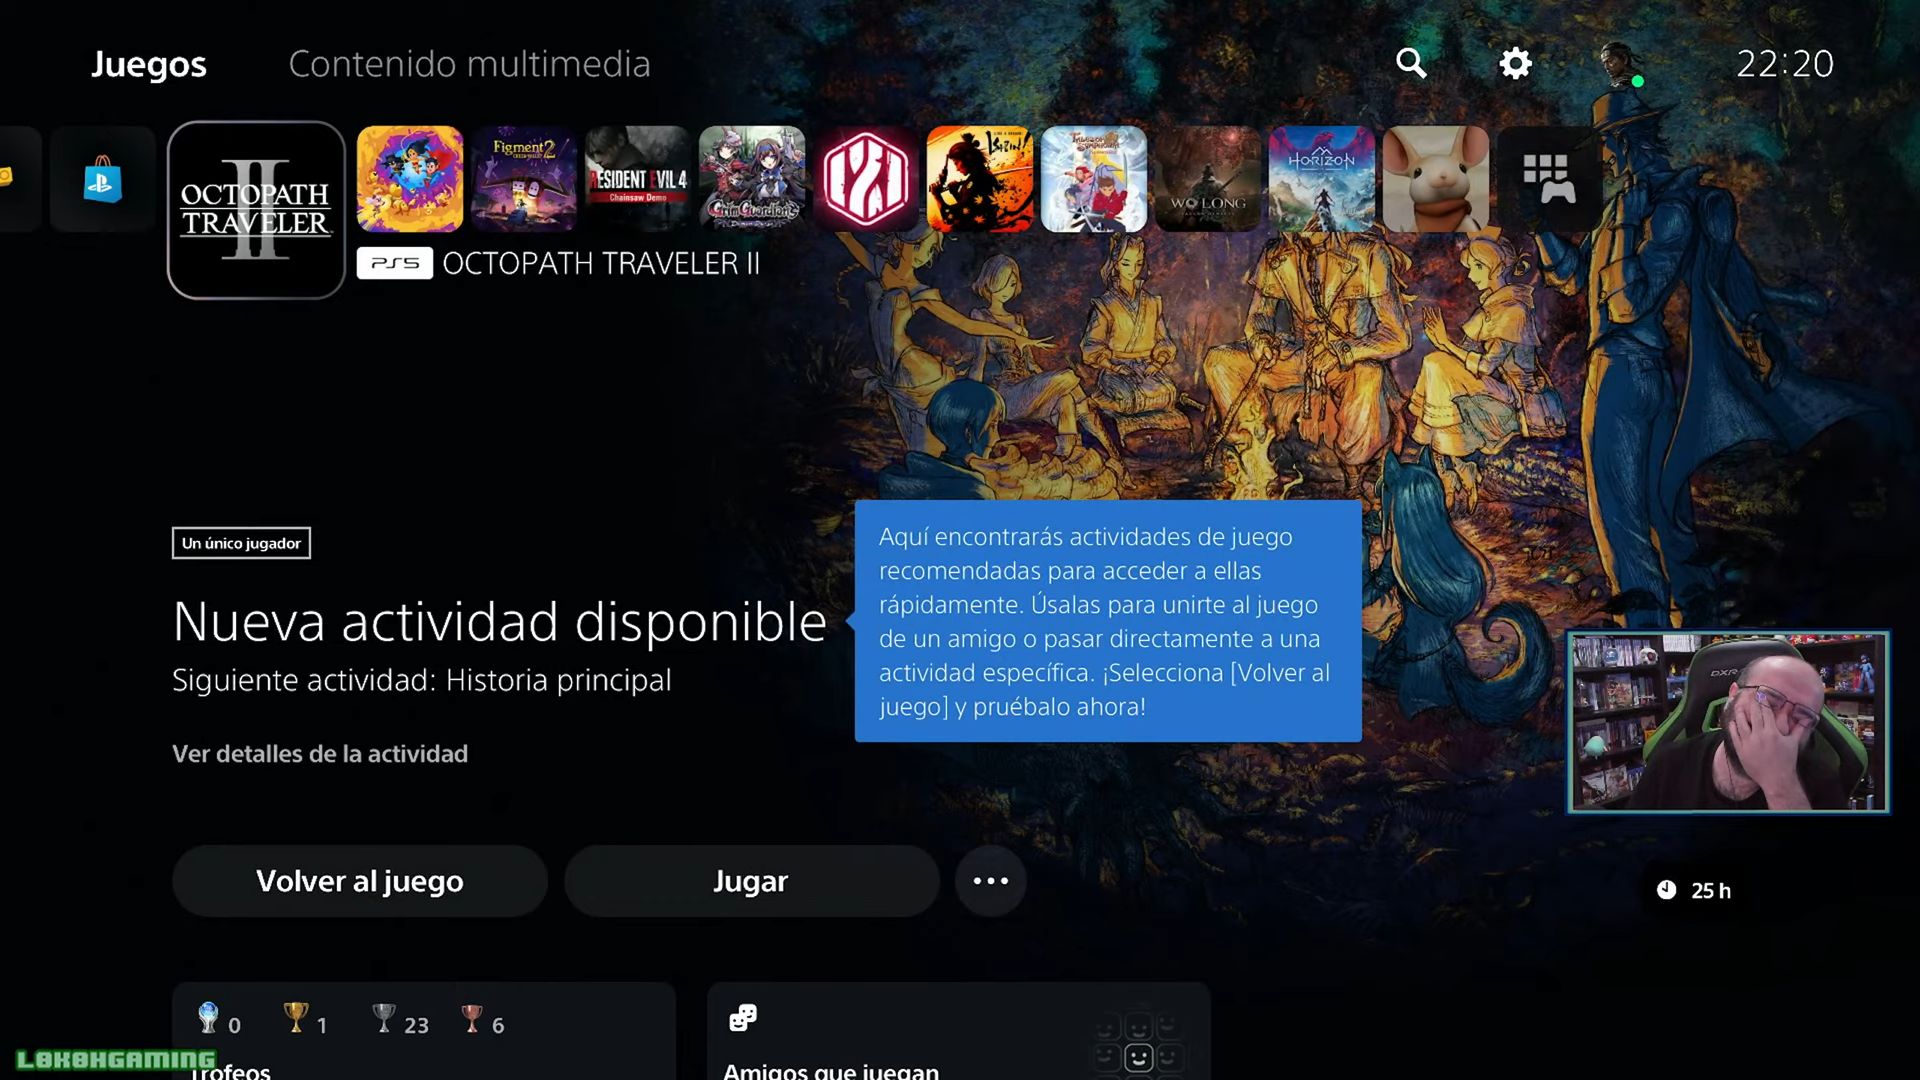 Juegos
Contenido multimedia
22:20
II
OCTOPATH
TRAVELER
Figment 2
RESIDENT EVIL 4
Chainsaw Demo
Grim Guardians
WO LONG
HORIZON
PS5 OCTOPATH TRAVELER II
Un único jugador
Nueva actividad disponible
Siguiente actividad: Historia principal
Ver detalles de la actividad
Aquí encontrarás actividades de juego
recomendadas para acceder a ellas
rápidamente. Úsalas para unirte al juego
de un amigo o pasar directamente a una
actividad específica. ¡Selecciona [Volver al
juego] y pruébalo ahora!
Volver al juego
Jugar
25 h
0
1
23
6
Trofeos
Amigos que juegan
L0K0HGAMING